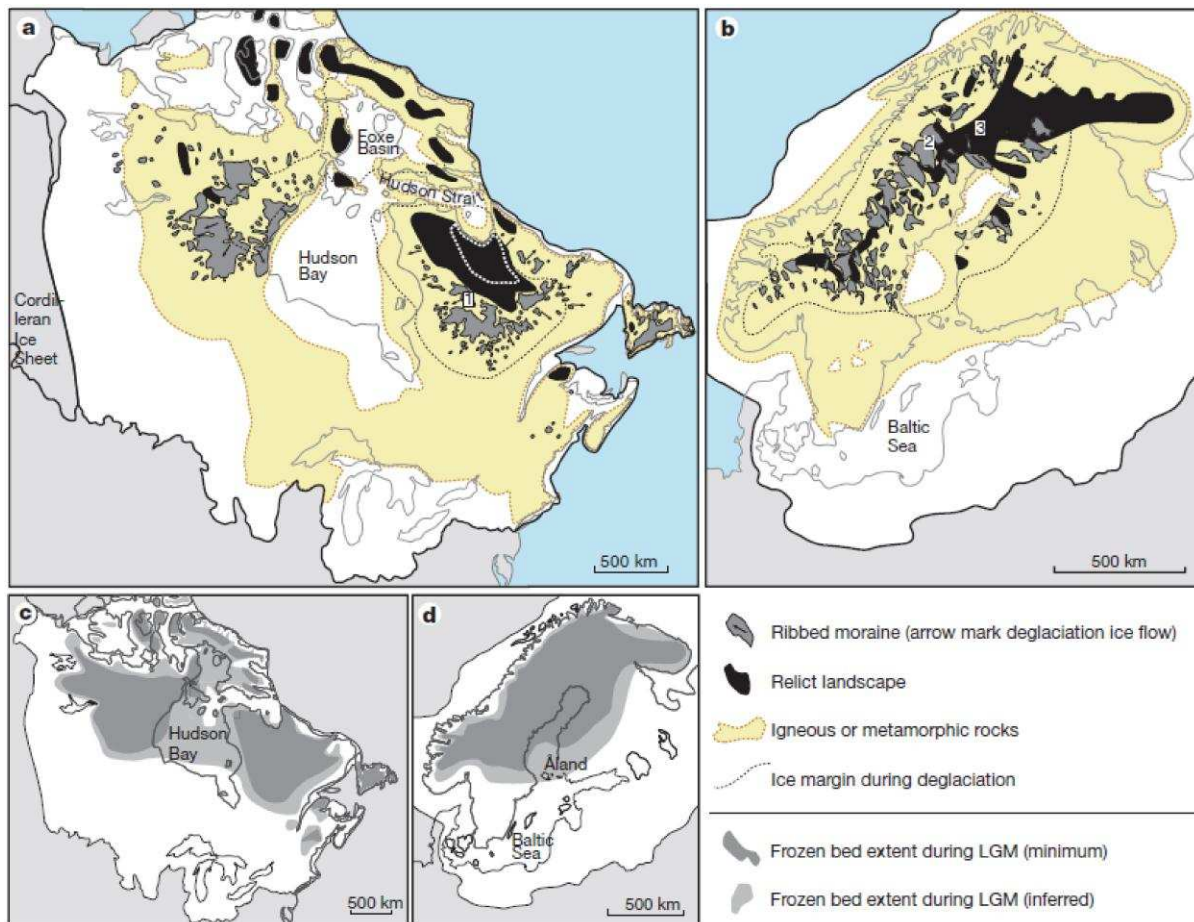 a
Foxe
Basin
Hudson Strait
Hudson
Bay
Cordil-
leran
Ice
Sheet
1
500 km
b
2
3
Baltic
Sea
500 km
c
Hudson
Bay
500 km
d
Åland
Baltic
Sea
500 km
Ribbed moraine (arrow mark deglaciation ice flow)
Relict landscape
Igneous or metamorphic rocks
Ice margin during deglaciation
Frozen bed extent during LGM (minimum)
Frozen bed extent during LGM (inferred)